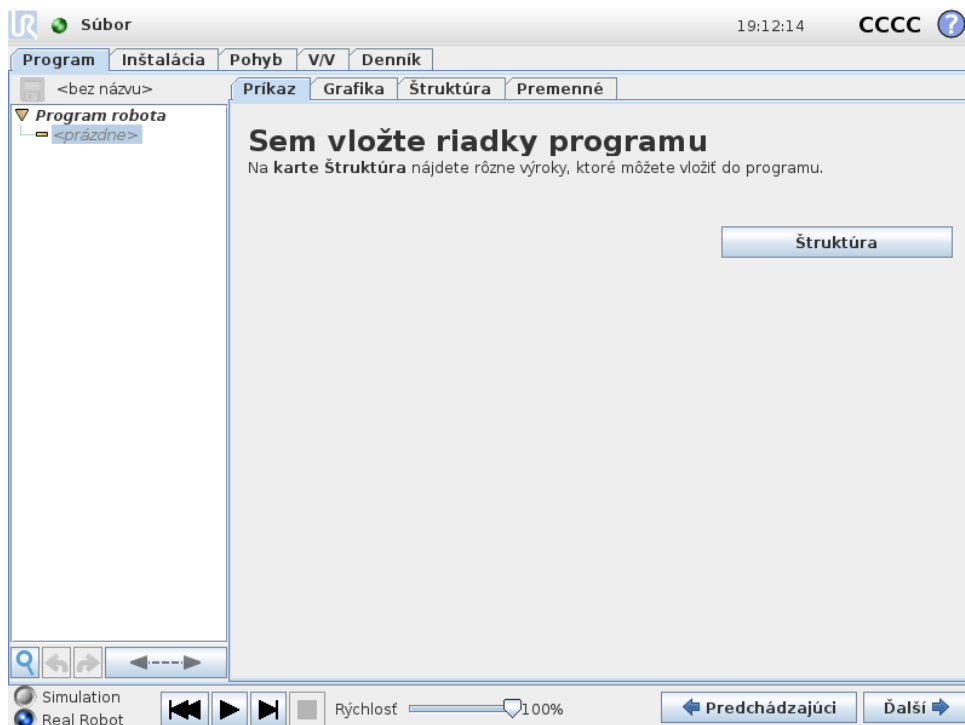 UR Súbor 19:12:14 CCCC ?
Program Inštalácia Pohyb V/V Denník
<bez názvu> Príkaz Grafika Štruktúra Premenné
Program robota
<prázdne>
Sem vložte riadky programu
Na karte Štruktúra nájdete rôzne výroky, ktoré môžete vložiť do programu.
Štruktúra
Simulation
Real Robot
Rýchlosť 100%
Predchádzajúci Ďalší